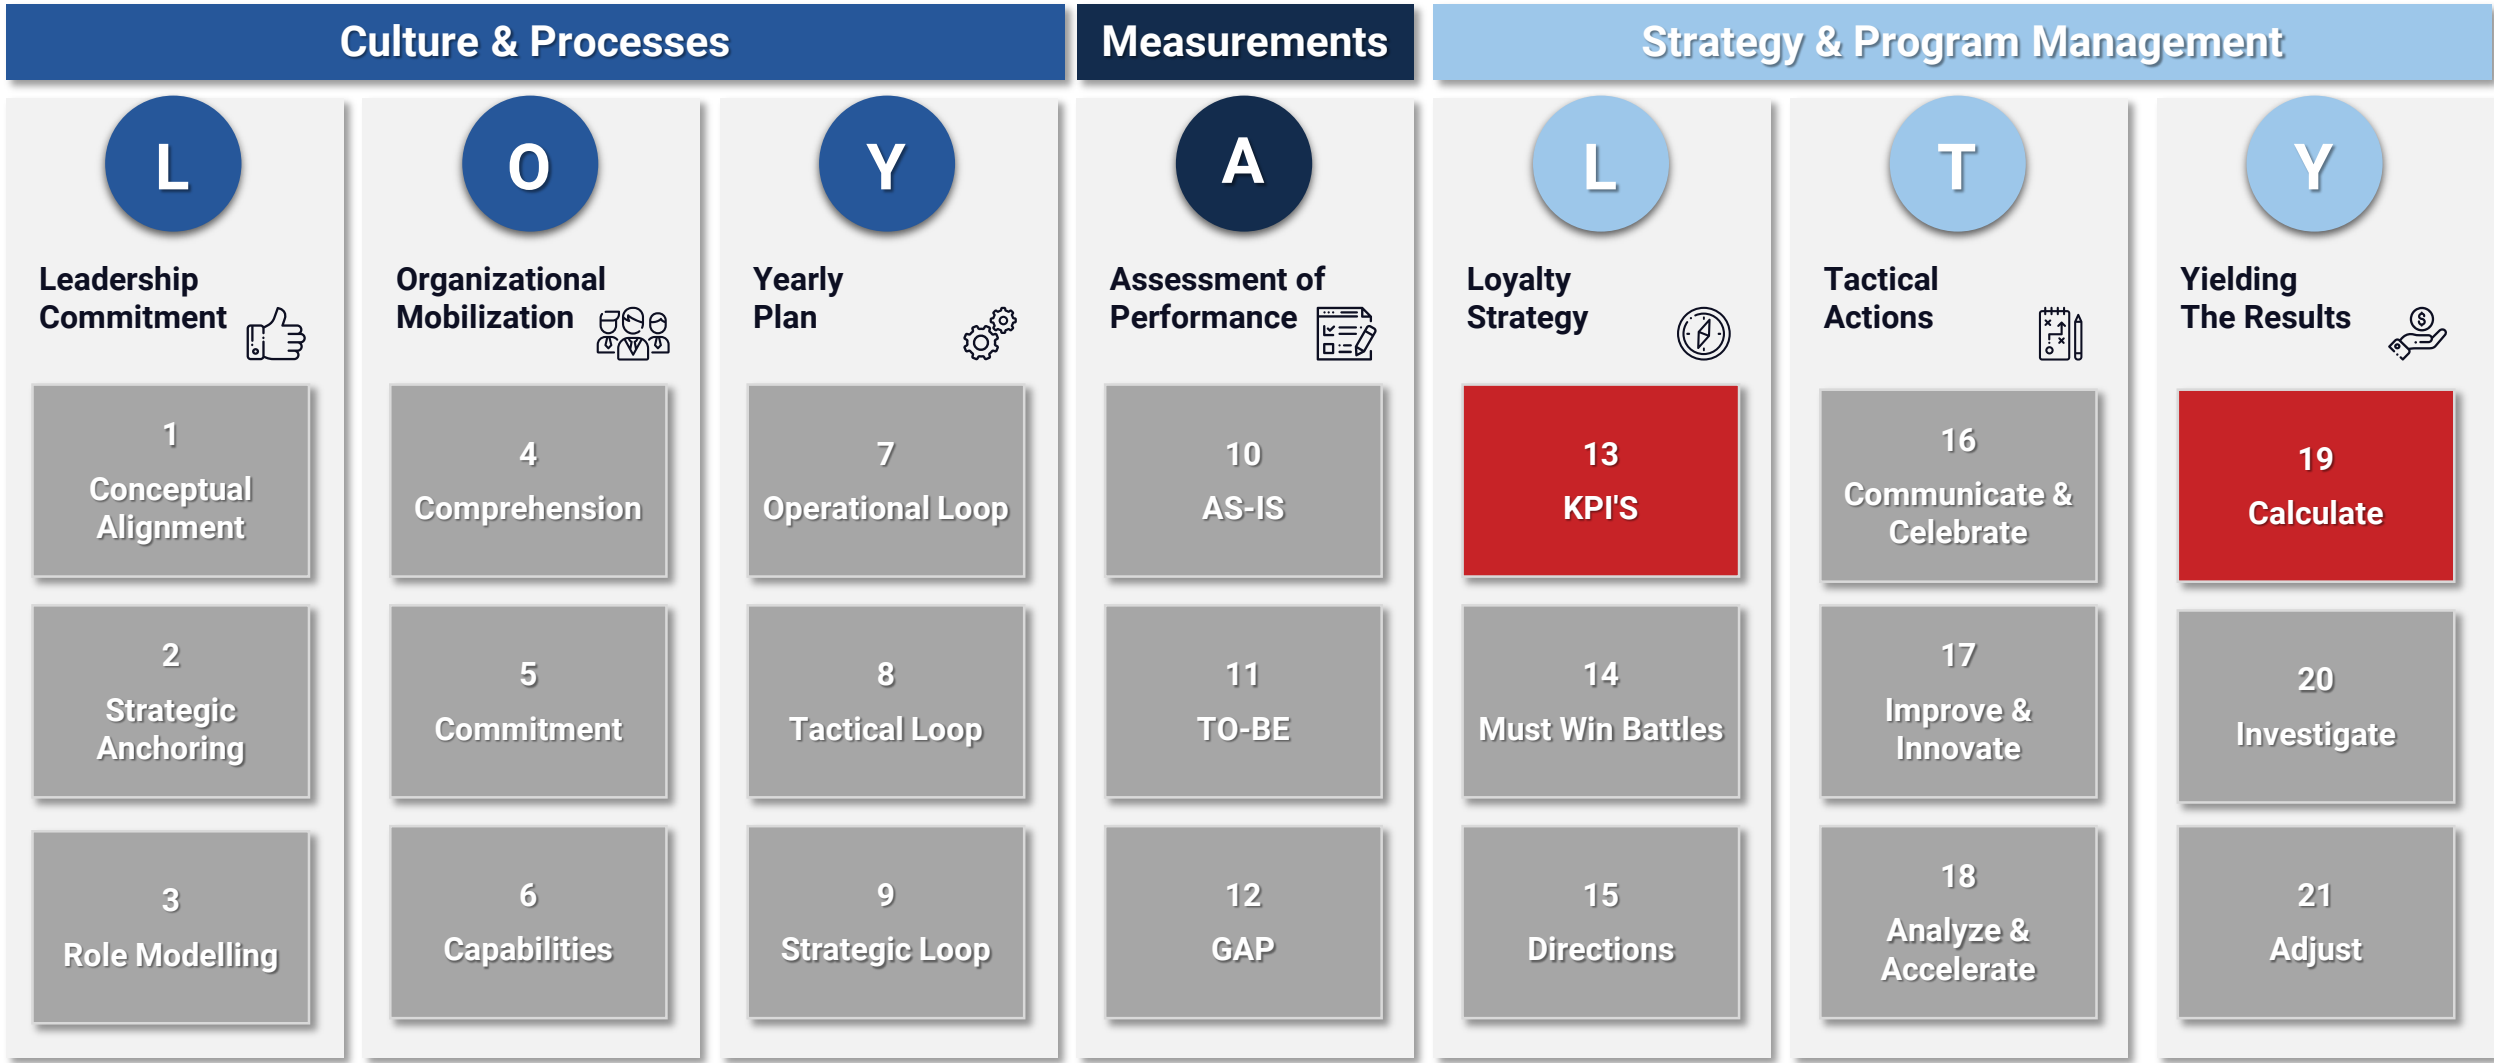 Culture & Processes
Measurements
Strategy & Program Management
L
Leadership
Commitment
1
Conceptual
Alignment
2
Strategic
Anchoring
3
Role Modelling
O
Organizational
Mobilization
4
Comprehension
5
Commitment
6
Capabilities
Y
Yearly
Plan
7
Operational Loop
8
Tactical Loop
9
Strategic Loop
A
Assessment of
Performance
10
AS-IS
11
TO-BE
12
GAP
L
Loyalty
Strategy
13
KPI'S
14
Must Win Battles
15
Directions
T
Tactical
Actions
16
Communicate &
Celebrate
17
Improve &
Innovate
18
Analyze &
Accelerate
Y
Yielding
The Results
$
19
Calculate
20
Investigate
21
Adjust